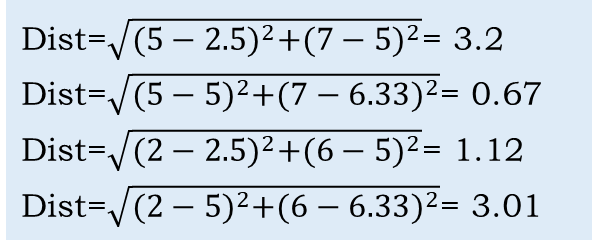 Dist=√(5 − 2.5)²+(7 − 5)²= 3.2
Dist=√(5 − 5)²+(7 − 6.33)²= 0.67
Dist=√(2 − 2.5)²+(6 − 5)²= 1.12
Dist=√(2 − 5)²+(6 − 6.33)²= 3.01